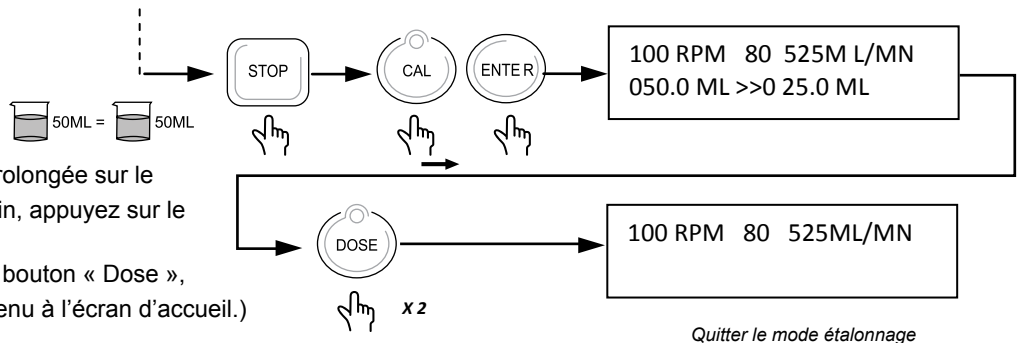 STOP
CAL
ENTE R
100 RPM 80 525M L/MN
050.0 ML >>0 25.0 ML
50ML = 50ML
rolongée sur le
in, appuyez sur le
bouton « Dose »,
enu à l'écran d'accueil.)
DOSE
X 2
100 RPM 80 525ML/MN
Quitter le mode étalonnage